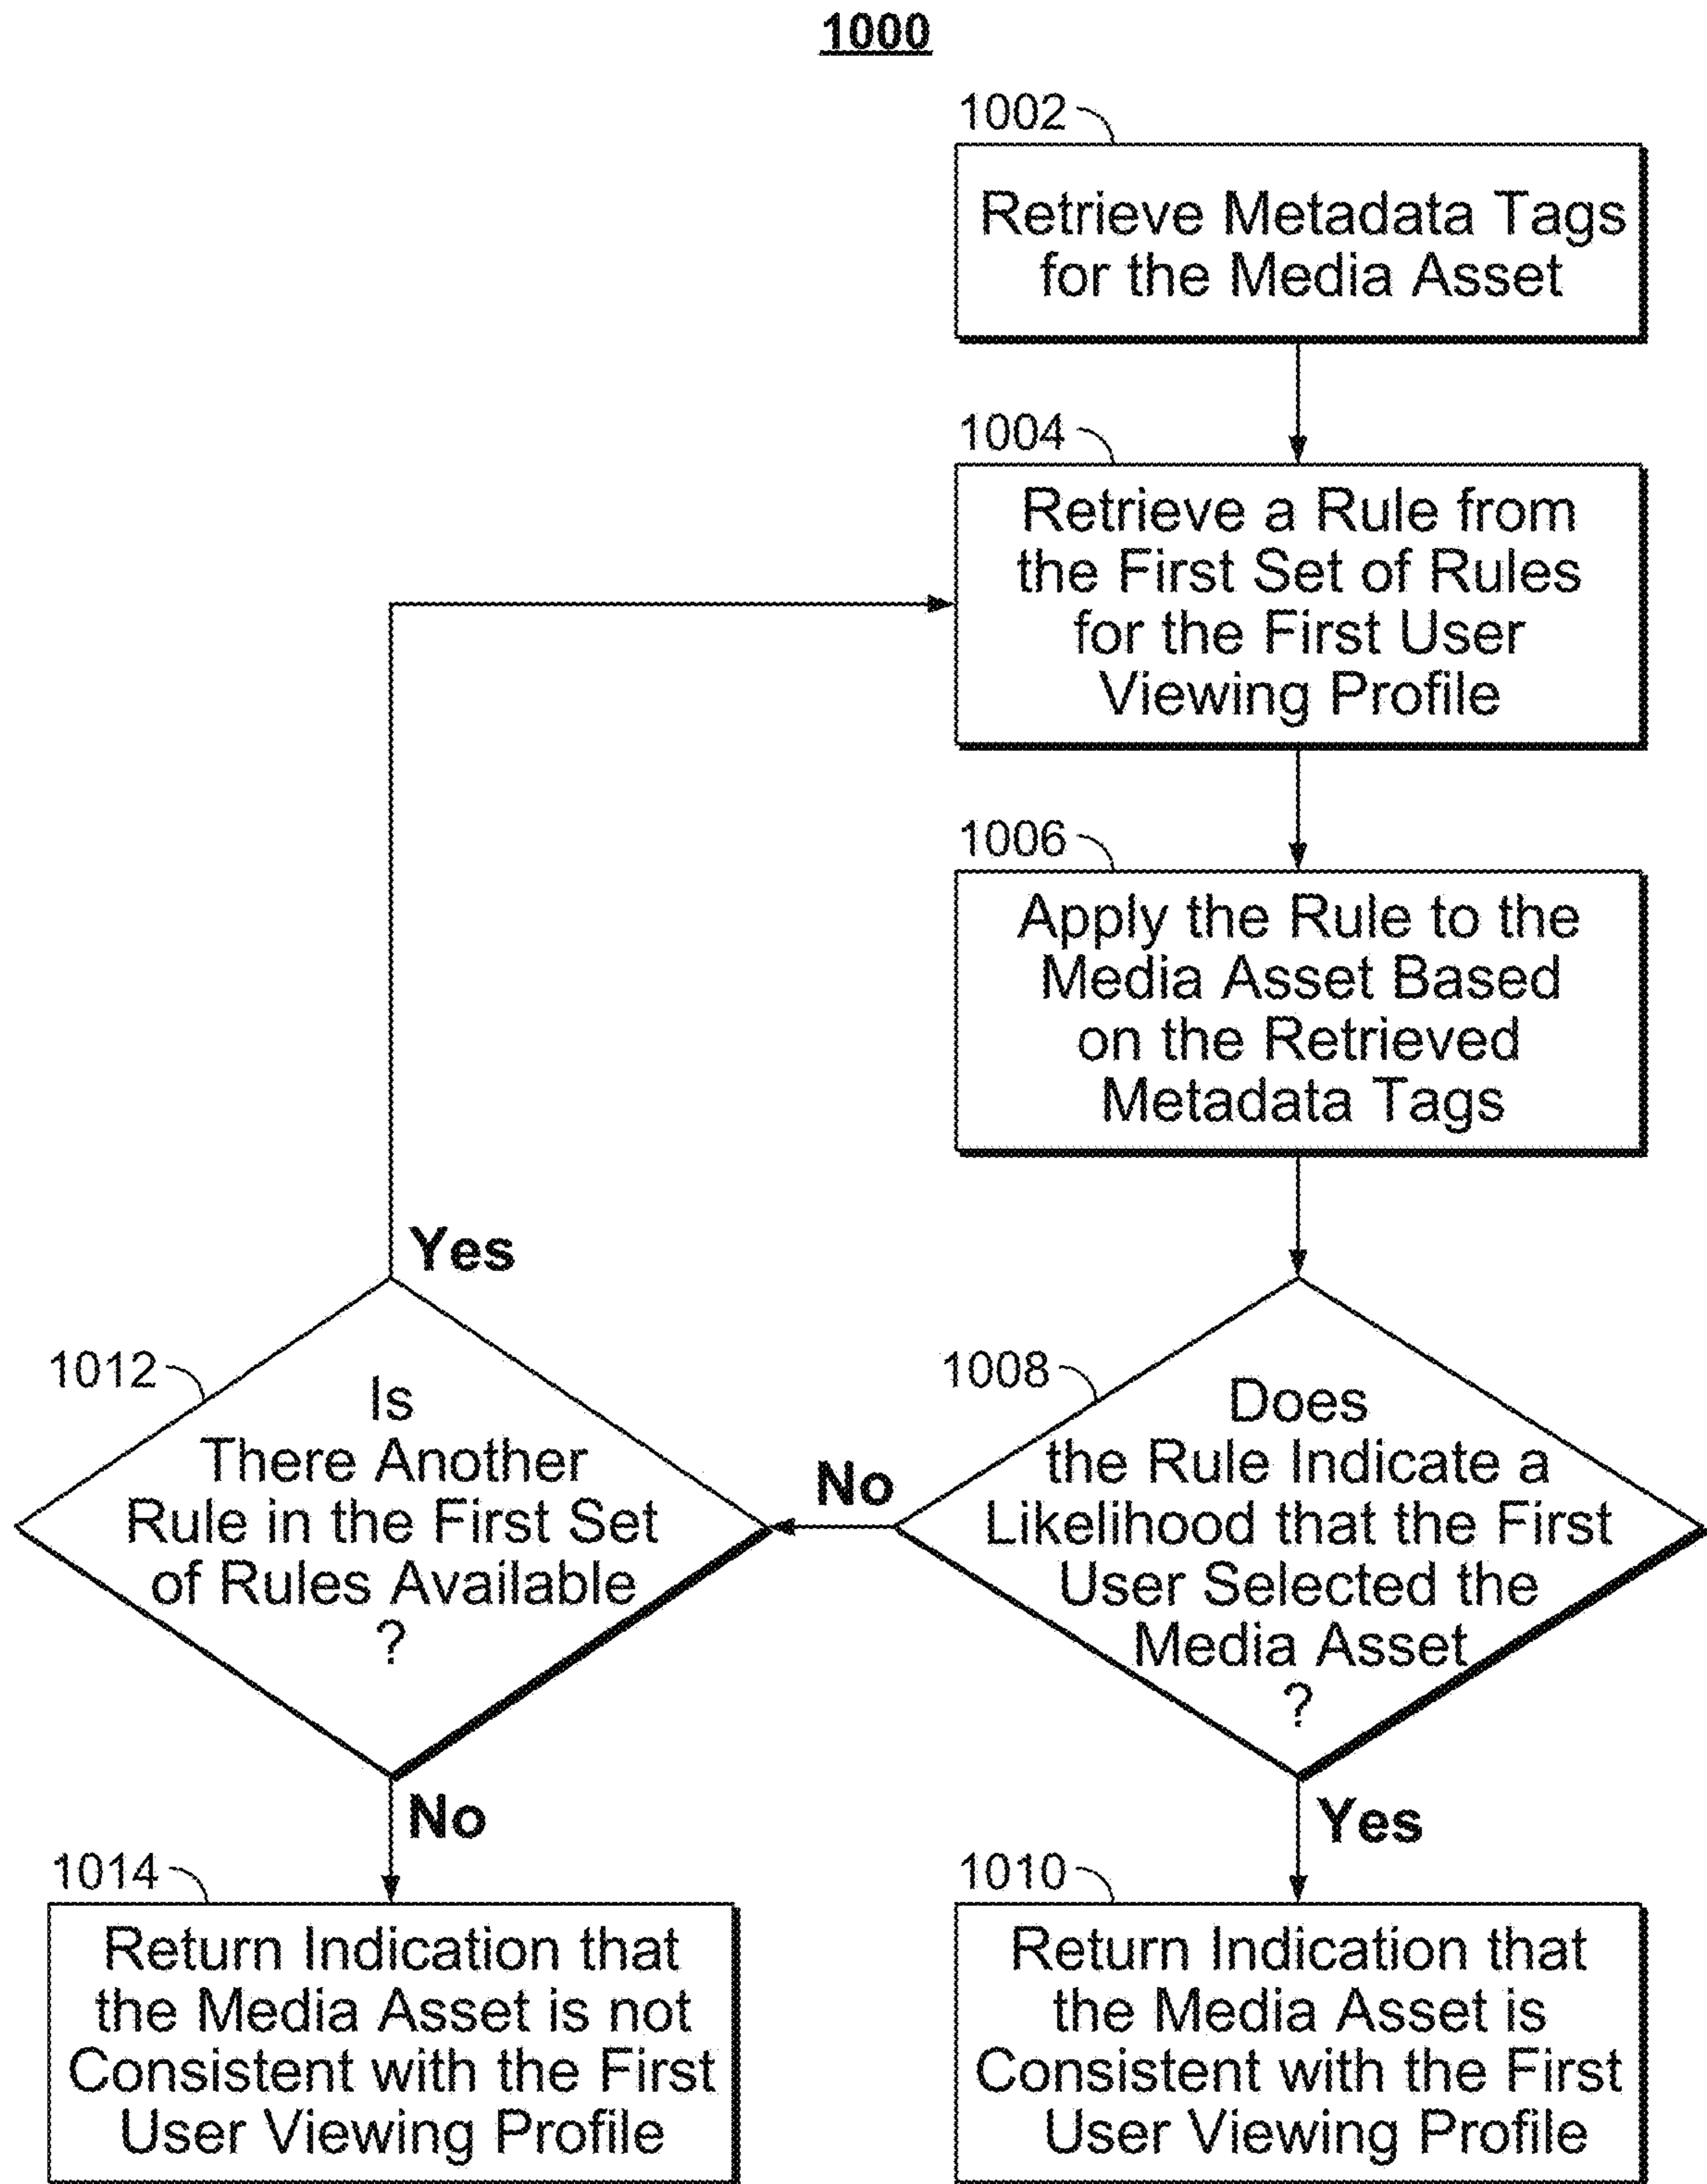 1000
1002
Retrieve Metadata Tags
for the Media Asset
1004
Retrieve a Rule from
the First Set of Rules
for the First User
Viewing Profile
1006
Apply the Rule to the
Media Asset Based
on the Retrieved
Metadata Tags
Yes
1012
Is
There Another
Rule in the First Set
of Rules Available
?
No
1008
Does
the Rule Indicate a
Likelihood that the First
User Selected the
Media Asset
?
No
Yes
1014
Return Indication that
the Media Asset is not
Consistent with the First
User Viewing Profile
1010
Return Indication that
the Media Asset is
Consistent with the First
User Viewing Profile